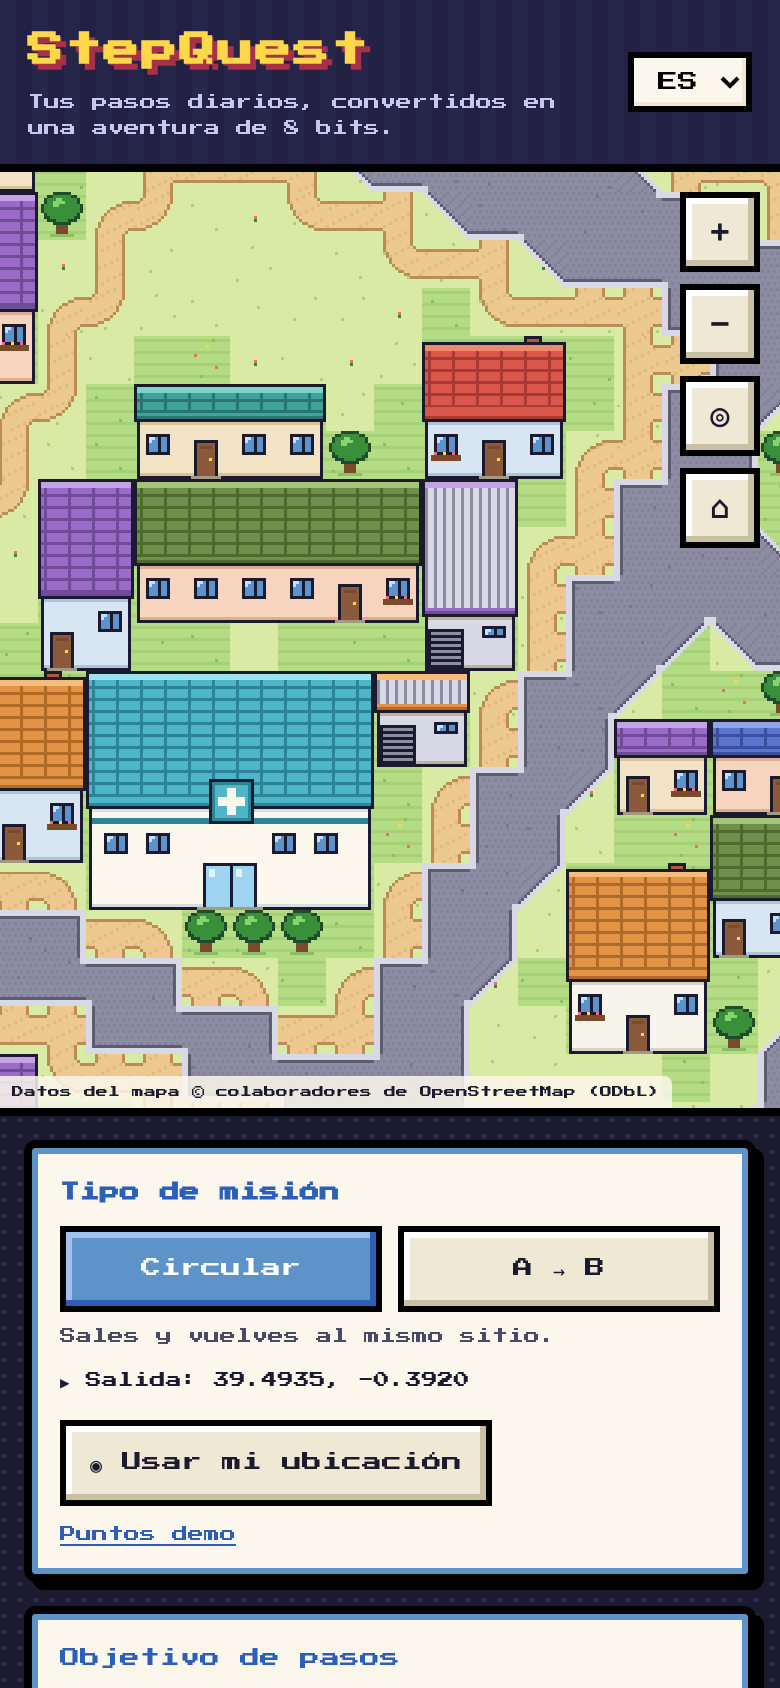 StepQuest
Tus pasos diarios, convertidos en
una aventura de 8 bits.
ES
+
−
◎
⌂
Datos del mapa © colaboradores de OpenStreetMap (ODbL)
Tipo de misión
Circular
A → B
Sales y vuelves al mismo sitio.
▸ Salida: 39.4935, -0.3920
◉ Usar mi ubicación
Puntos demo
Objetivo de pasos